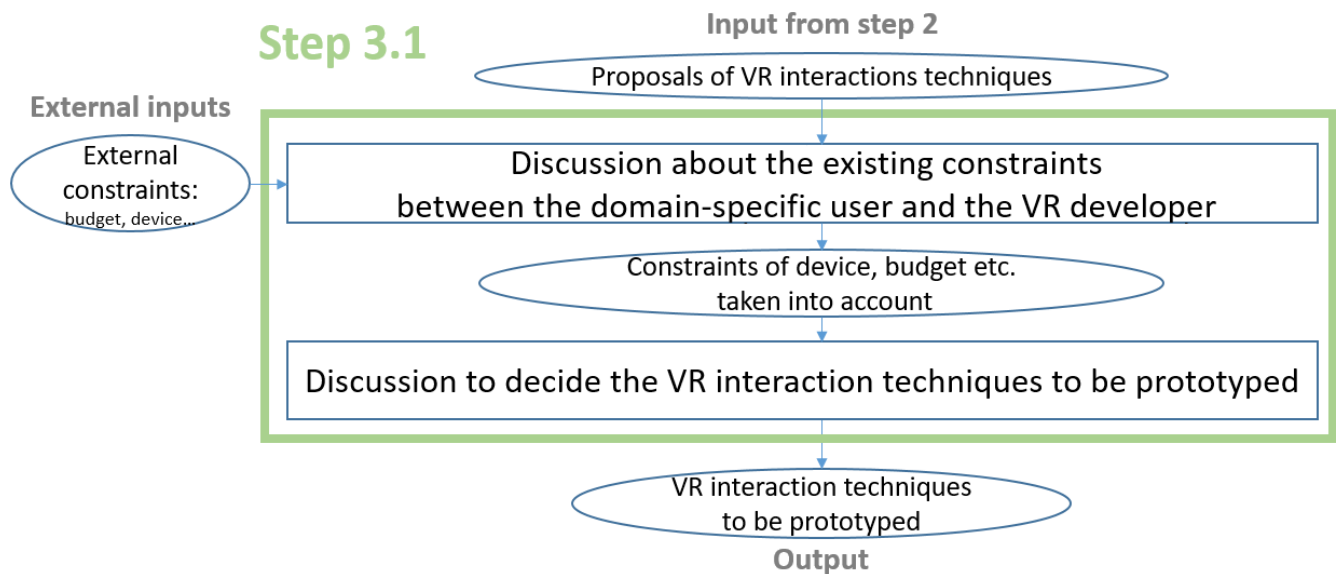 Step 3.1
Input from step 2
Proposals of VR interactions techniques
External inputs
External
constraints:
budget, device...
Discussion about the existing constraints
between the domain-specific user and the VR developer
Constraints of device, budget etc.
taken into account
Discussion to decide the VR interaction techniques to be prototyped
VR interaction techniques
to be prototyped
Output